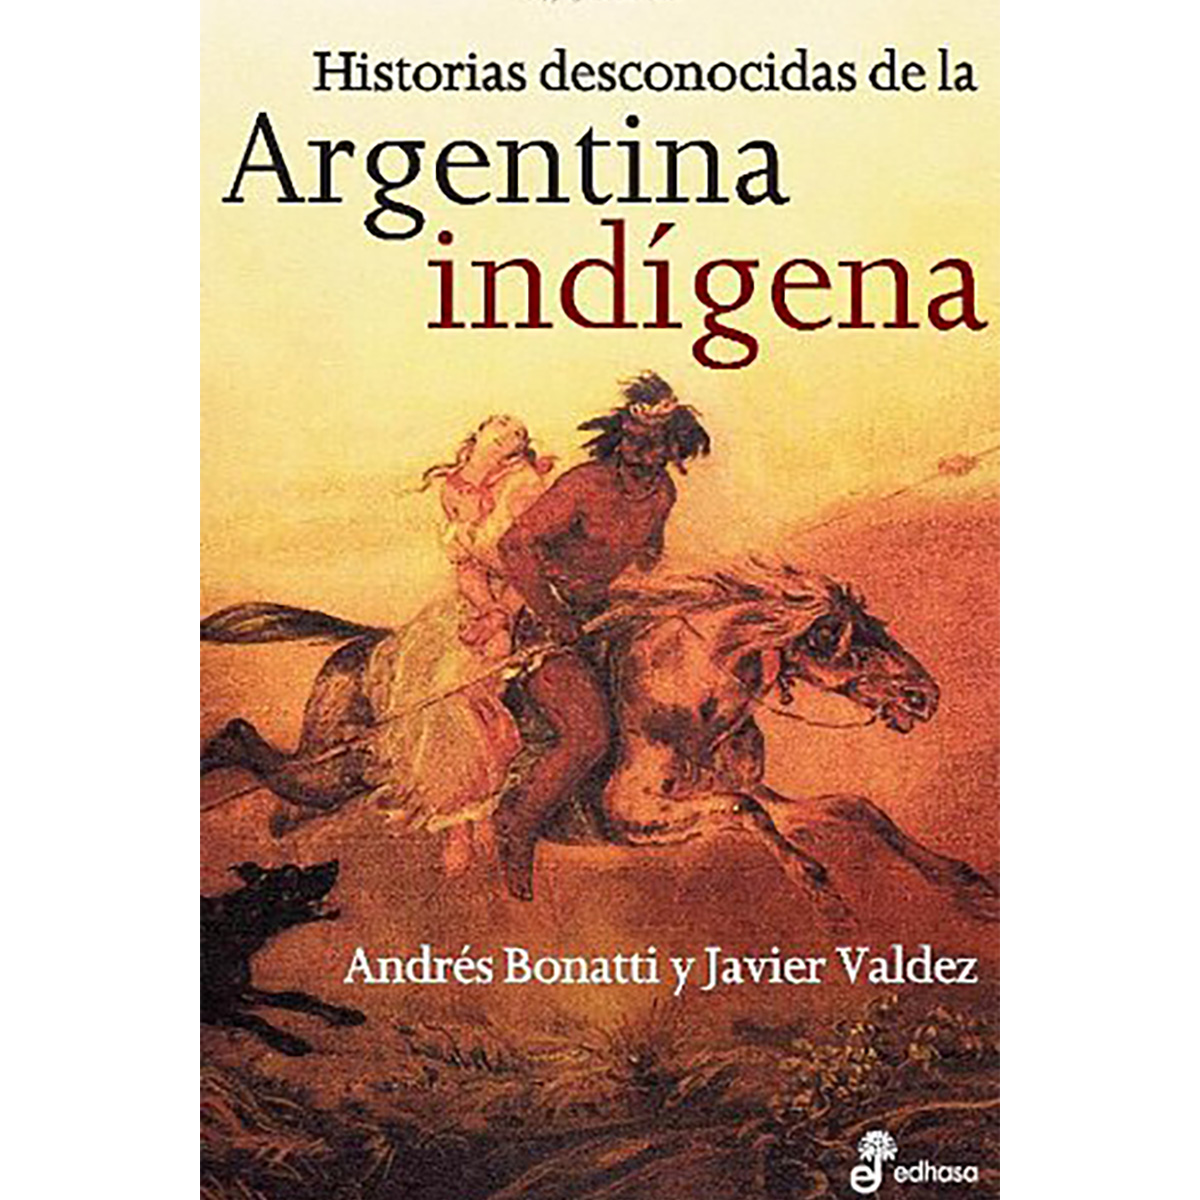 Historias desconocidas de la
Argentina
indígena
Andrés Bonatti y Javier Valdez
edhasa